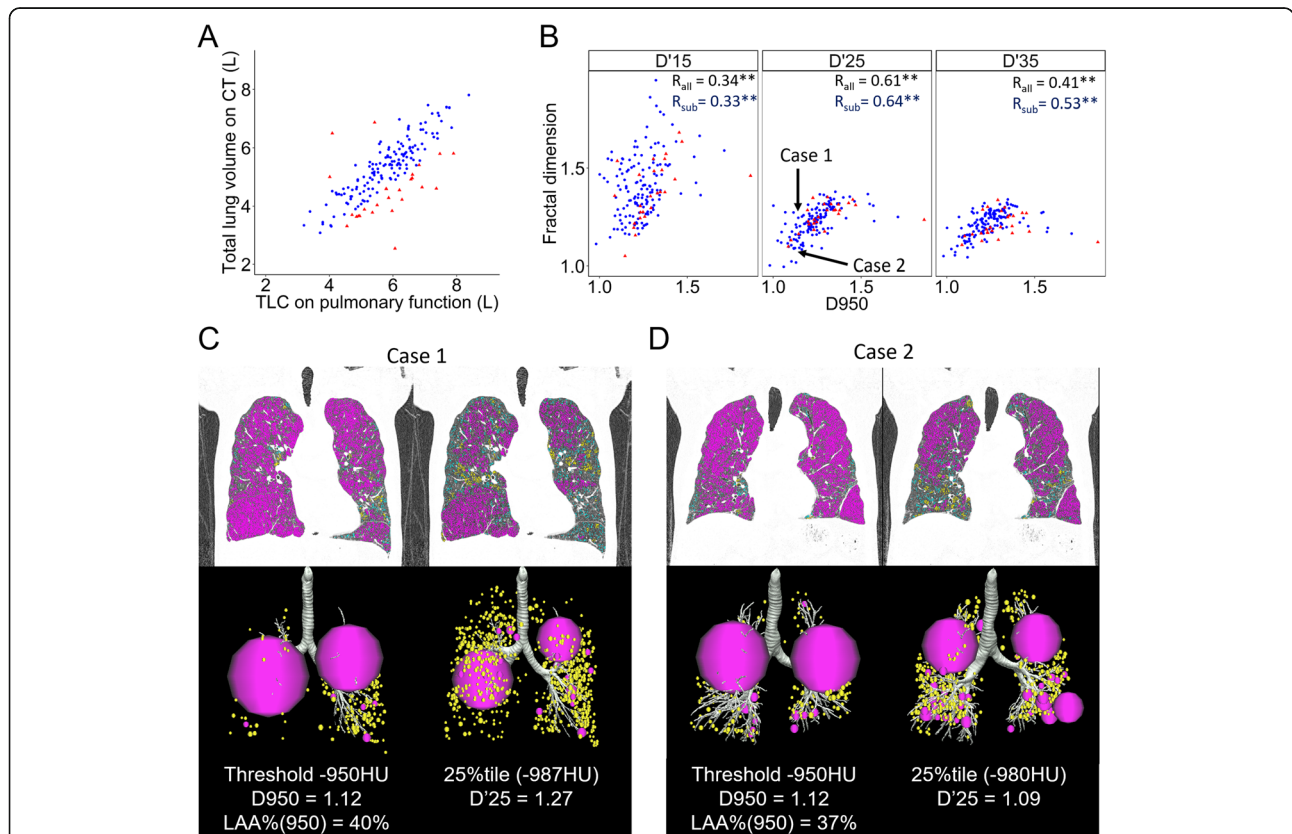 A
Total lung volume on CT (L)
8
6
4
2
2 4 6 8
TLC on pulmonary function (L)
B
D'15 D'25 D'35
Rall = 0.34** Rall = 0.61** Rall = 0.41**
Rsub = 0.33** Rsub = 0.64** Rsub = 0.53**
Fractal dimension
1.5
1.0
Case 1
Case 2
1.0 1.5 1.0 1.5 1.0 1.5
D950
C
Case 1
Threshold -950HU 25%tile (-987HU)
D950 = 1.12 D'25 = 1.27
LAA%(950) = 40%
D
Case 2
Threshold -950HU 25%tile (-980HU)
D950 = 1.12 D'25 = 1.09
LAA%(950) = 37%